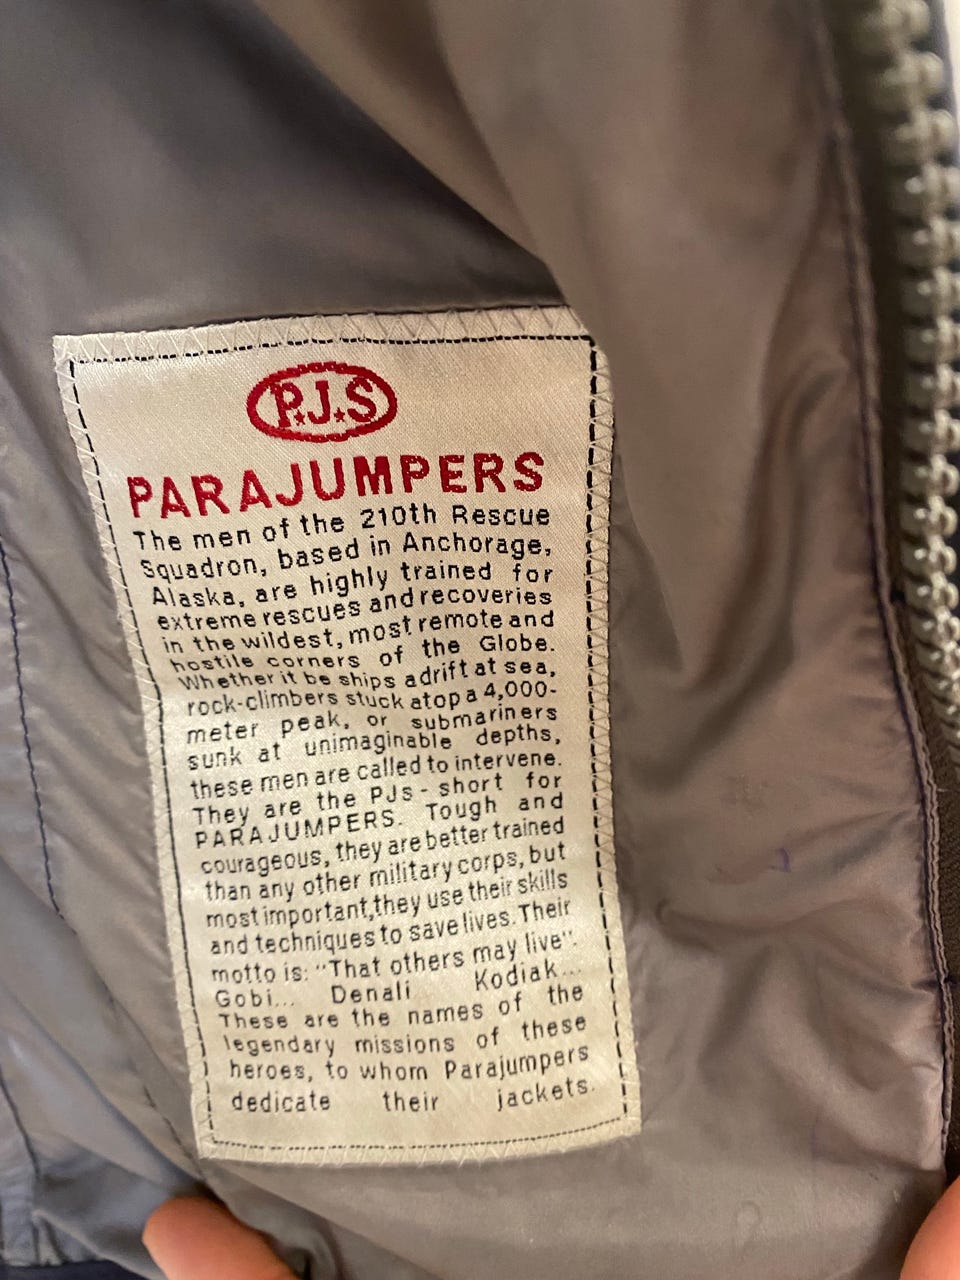 P.J.S
PARAJUMPERS
The men of the 210th Rescue
Squadron, based in Anchorage,
Alaska, are highly trained for
extreme rescues and recoveries
in the wildest, most remote and
hostile corners of the Globe.
Whether it be ships adrift at sea,
rock-climbers stuck atop a 4,000-
meter peak, or submariners
sunk at unimaginable depths,
these men are called to intervene.
They are the PJs - short for
PARAJUMPERS. Tough and
courageous, they are better trained
than any other military corps, but
most important,they use their skills
and techniques to save lives. Their
motto is: "That others may live".
Gobi... Denali Kodiak...
These are the names of the
legendary missions of these
heroes, to whom Parajumpers
dedicate their jackets.